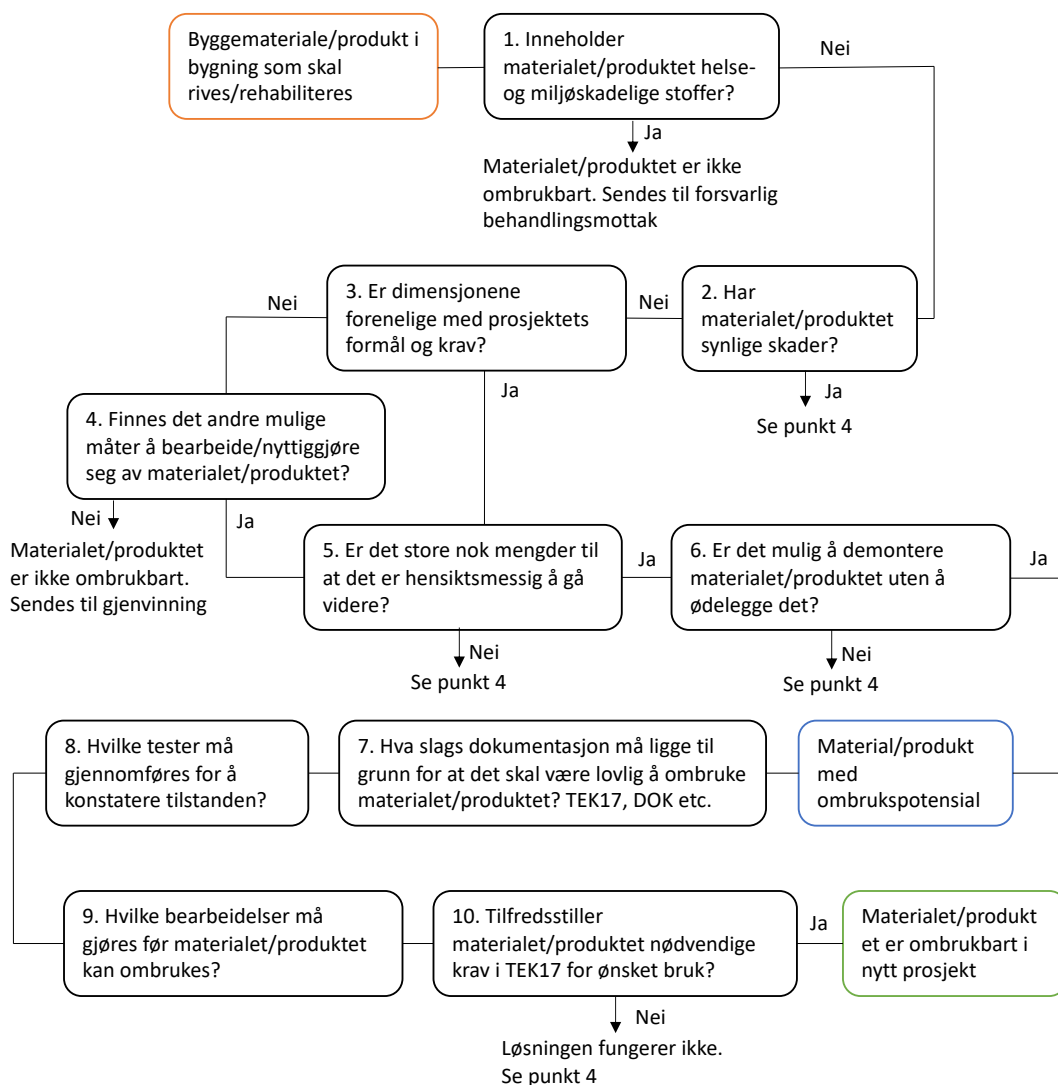 Byggemateriale/produkt i
bygning som skal
rives/rehabiliteres
1. Inneholder
materialet/produktet helse-
og miljøskadelige stoffer?
Nei
Ja
Materialet/produktet er ikke
ombrukbart. Sendes til forsvarlig
behandlingsmottak
2. Har
materialet/produktet
synlige skader?
Nei
Ja
Se punkt 4
3. Er dimensjonene
forenelige med prosjektets
formål og krav?
Nei
Ja
4. Finnes det andre mulige
måter å bearbeide/nyttiggjøre
seg av materialet/produktet?
Nei
Ja
Materialet/produktet
er ikke ombrukbart.
Sendes til gjenvinning
5. Er det store nok mengder til
at det er hensiktsmessig å gå
videre?
Ja
Nei
Se punkt 4
6. Er det mulig å demontere
materialet/produktet uten å
ødelegge det?
Ja
Nei
Se punkt 4
Material/produkt
med
ombrukspotensial
7. Hva slags dokumentasjon må ligge til
grunn for at det skal være lovlig å ombruke
materialet/produktet? TEK17, DOK etc.
8. Hvilke tester må
gjennomføres for å
konstatere tilstanden?
9. Hvilke bearbeidelser må
gjøres før materialet/produktet
kan ombrukes?
10. Tilfredsstiller
materialet/produktet nødvendige
krav i TEK17 for ønsket bruk?
Ja
Nei
Løsningen fungerer ikke.
Se punkt 4
Materialet/produkt
et er ombrukbart i
nytt prosjekt